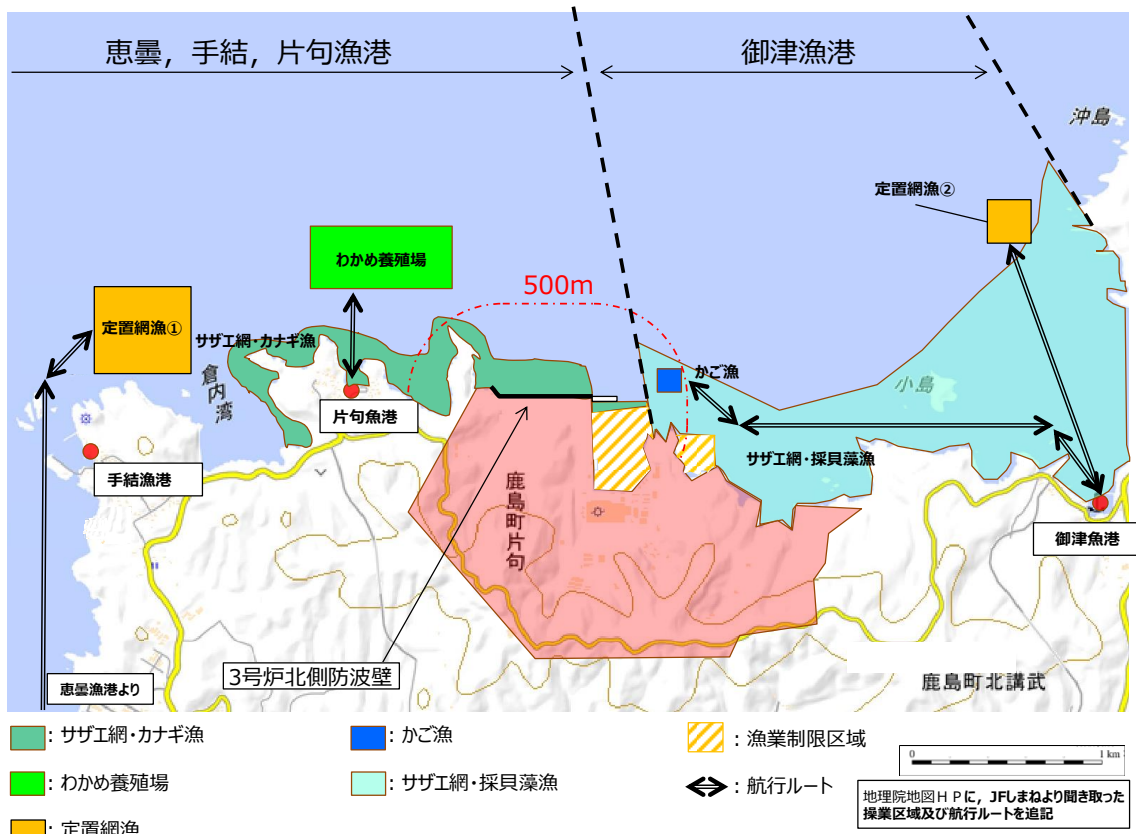 恵曇，手結，片句漁港
御津漁港
沖島
定置網漁②
わかめ養殖場
500m
定置網漁①
サザエ網・カナギ漁
かご漁
小島
倉内湾
片句漁港
サザエ網・採貝藻漁
手結漁港
鹿島町片句
御津漁港
3号炉北側防波壁
恵曇漁港より
鹿島町北講武
：サザエ網・カナギ漁
：かご漁
：漁業制限区域
：わかめ養殖場
：サザエ網・採貝藻漁
：航行ルート
0 1 km
地理院地図ＨＰに，JFしまねより聞き取った
操業区域及び航行ルートを追記
：定置網漁